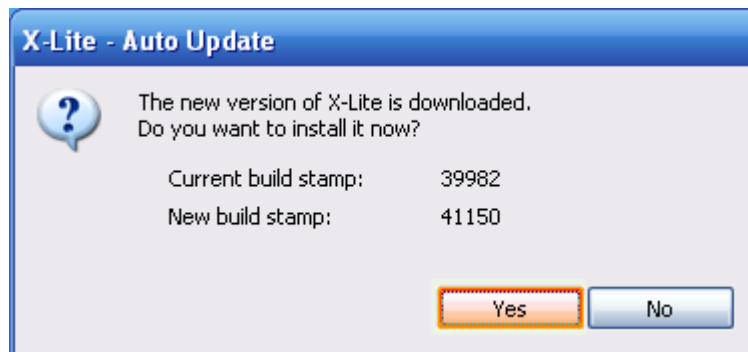 X-Lite - Auto Update
The new version of X-Lite is downloaded.
Do you want to install it now?
Current build stamp: 39982
New build stamp: 41150
Yes No